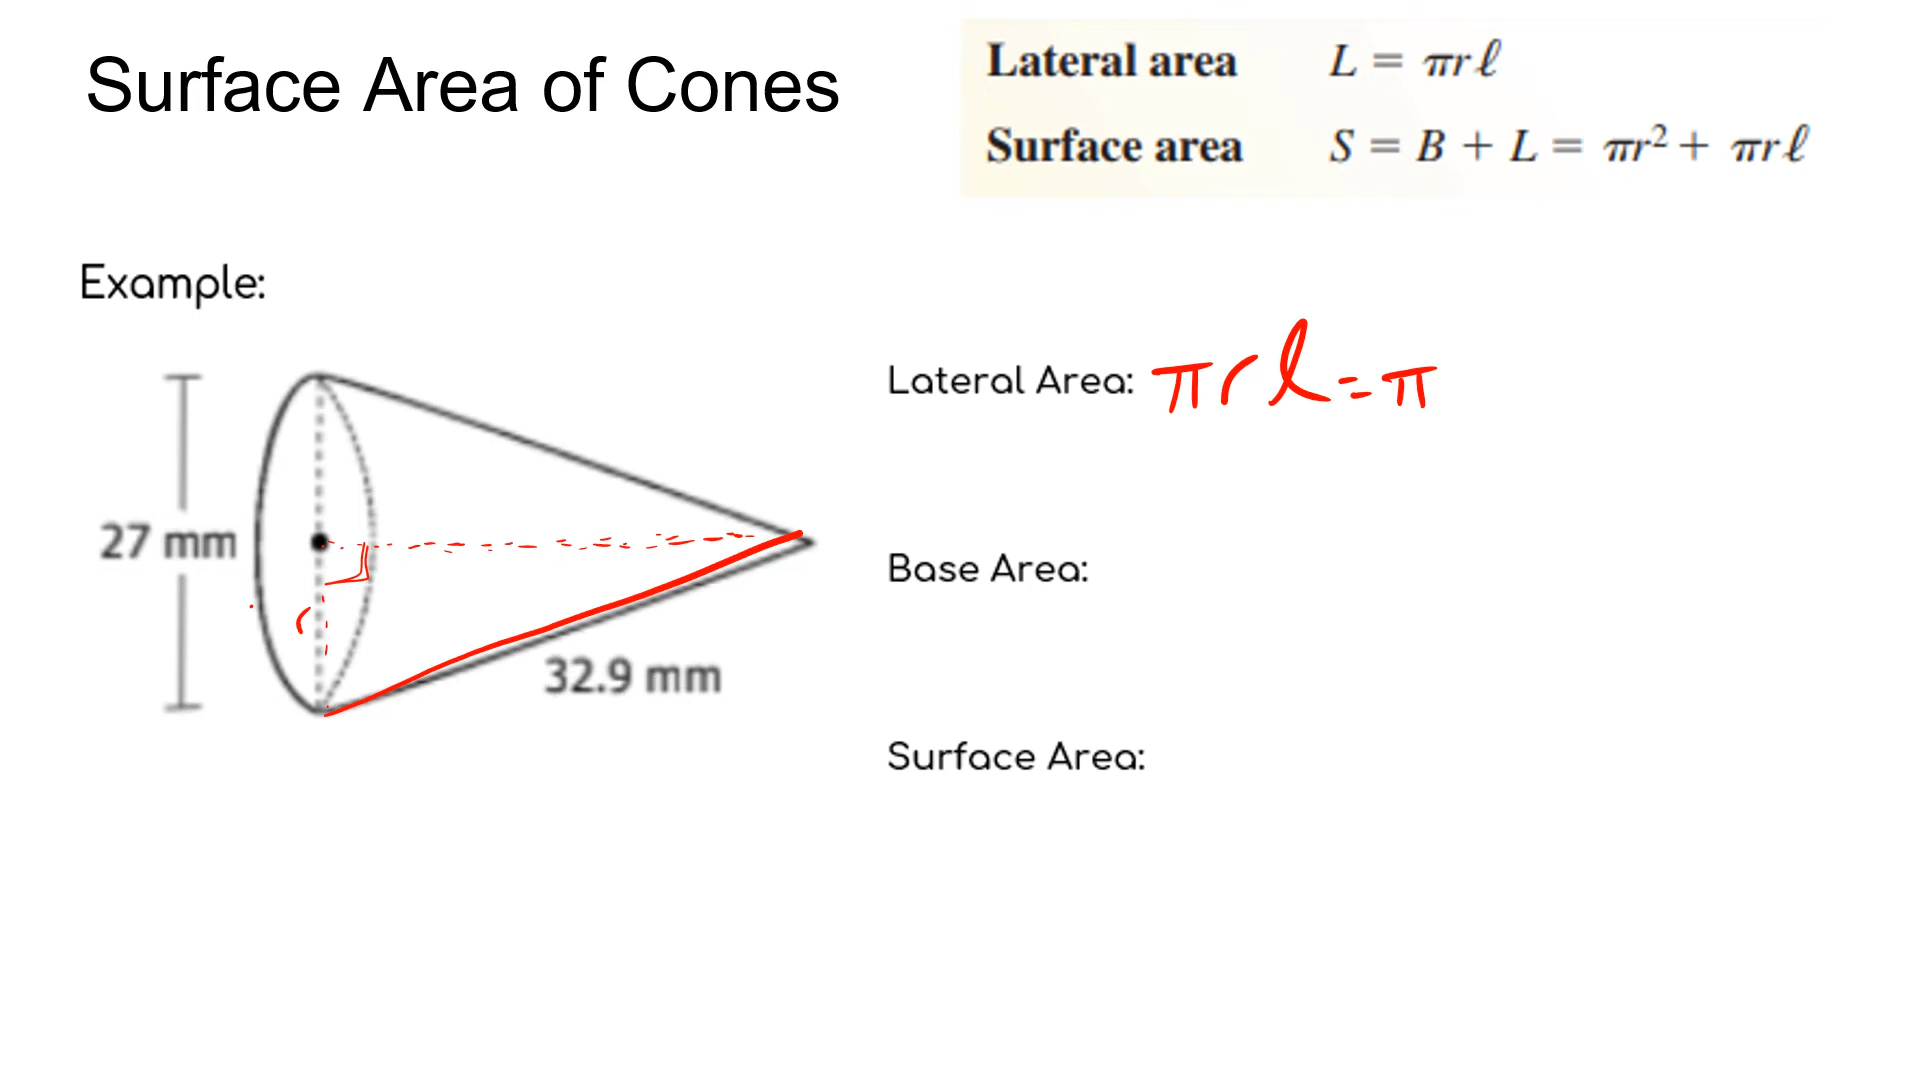 Surface Area of Cones
Lateral area L = πrℓ
Surface area S = B + L = πr² + πrℓ
Example:
Lateral Area: πrℓ = π
27 mm
r
Base Area:
32.9 mm
Surface Area: